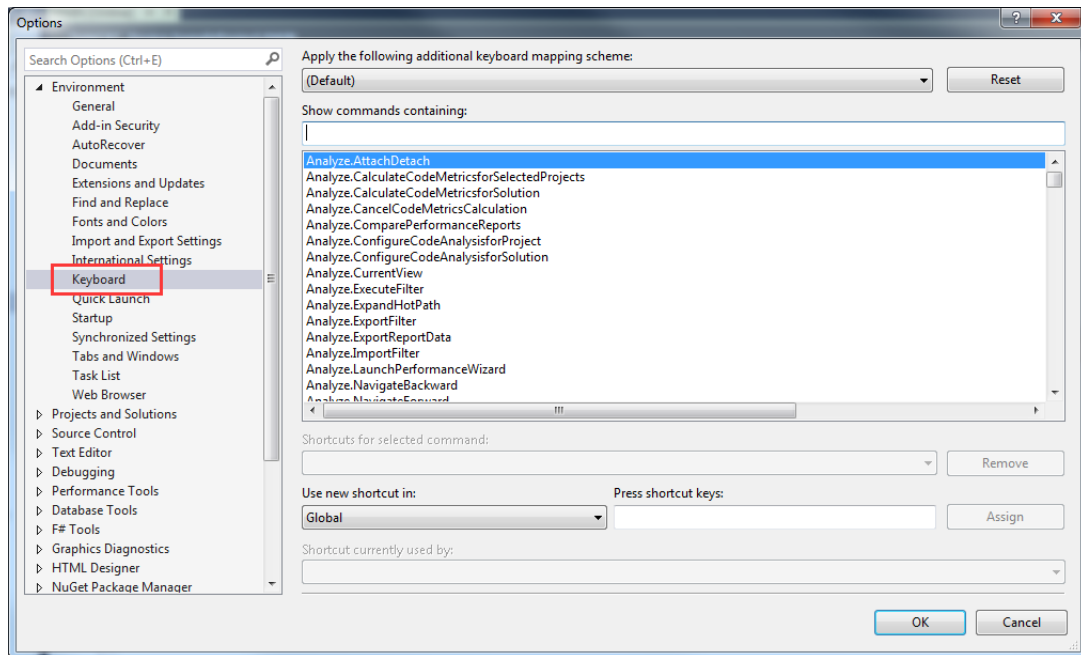 Options
Search Options (Ctrl+E)
Environment
General
Add-in Security
AutoRecover
Documents
Extensions and Updates
Find and Replace
Fonts and Colors
Import and Export Settings
International Settings
Keyboard
Quick Launch
Startup
Synchronized Settings
Tabs and Windows
Task List
Web Browser
Projects and Solutions
Source Control
Text Editor
Debugging
Performance Tools
Database Tools
F# Tools
Graphics Diagnostics
HTML Designer
NuGet Package Manager
Apply the following additional keyboard mapping scheme:
(Default)
Reset
Show commands containing:
Analyze.AttachDetach
Analyze.CalculateCodeMetricsforSelectedProjects
Analyze.CalculateCodeMetricsforSolution
Analyze.CancelCodeMetricsCalculation
Analyze.ComparePerformanceReports
Analyze.ConfigureCodeAnalysisforProject
Analyze.ConfigureCodeAnalysisforSolution
Analyze.CurrentView
Analyze.ExecuteFilter
Analyze.ExpandHotPath
Analyze.ExportFilter
Analyze.ExportReportData
Analyze.ImportFilter
Analyze.LaunchPerformanceWizard
Analyze.NavigateBackward
Analyze.NavigateForward
Shortcuts for selected command:
Remove
Use new shortcut in:
Press shortcut keys:
Global
Assign
Shortcut currently used by:
OK
Cancel